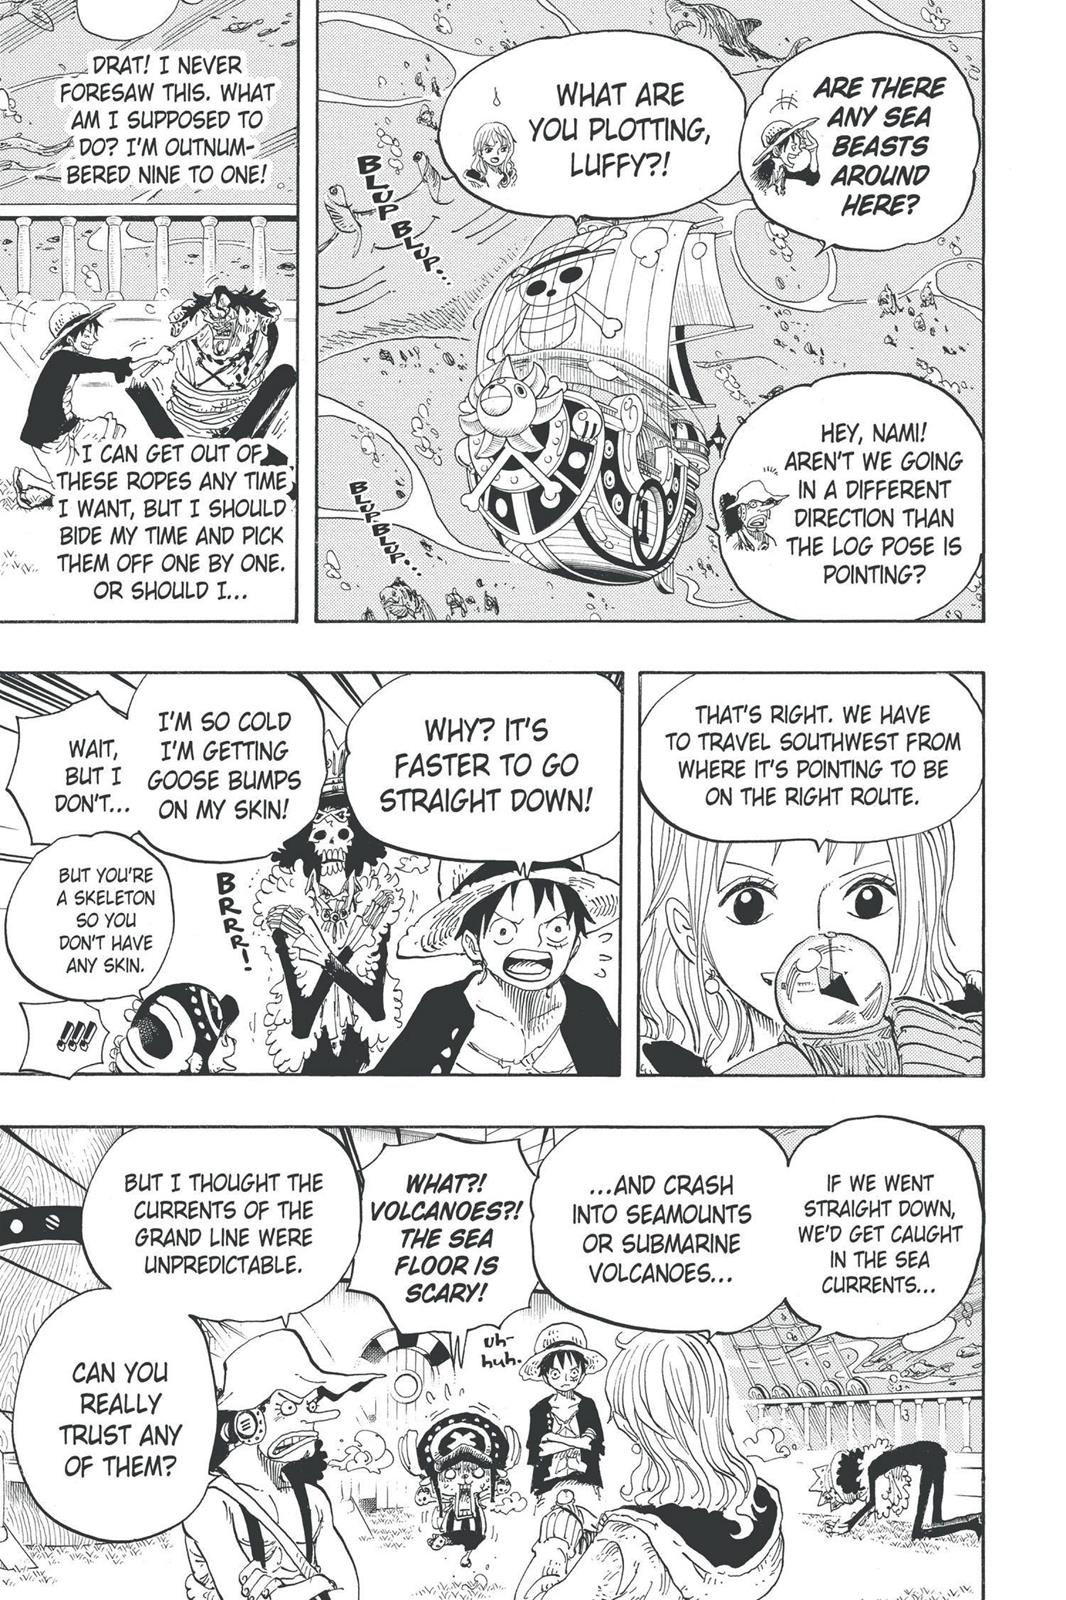 ARE THERE
ANY SEA
BEASTS
AROUND
HERE?
WHAT ARE
YOU PLOTTING,
LUFFY?!
BLUP BLUP...
HEY, NAMI!
AREN'T WE GOING
IN A DIFFERENT
DIRECTION THAN
THE LOG POSE IS
POINTING?
BLUP BLUP...
DRAT! I NEVER
FORESAW THIS. WHAT
AM I SUPPOSED TO
DO? I'M OUTNUM-
BERED NINE TO ONE!
I CAN GET OUT OF
THESE ROPES ANY TIME
I WANT, BUT I SHOULD
BIDE MY TIME AND PICK
THEM OFF ONE BY ONE.
OR SHOULD I...
THAT'S RIGHT. WE HAVE
TO TRAVEL SOUTHWEST FROM
WHERE IT'S POINTING TO BE
ON THE RIGHT ROUTE.
WHY? IT'S
FASTER TO GO
STRAIGHT DOWN!
I'M SO COLD
I'M GETTING
GOOSE BUMPS
ON MY SKIN!
BRRR!
WAIT,
BUT I
DON'T...
BUT YOU'RE
A SKELETON
SO YOU
DON'T HAVE
ANY SKIN.
!!!!
IF WE WENT
STRAIGHT DOWN,
WE'D GET CAUGHT
IN THE SEA
CURRENTS...
...AND CRASH
INTO SEAMOUNTS
OR SUBMARINE
VOLCANOES...
Uh-
huh.
WHAT?!
VOLCANOES?!
THE SEA
FLOOR IS
SCARY!
BUT I THOUGHT THE
CURRENTS OF THE
GRAND LINE WERE
UNPREDICTABLE.
CAN YOU
REALLY
TRUST ANY
OF THEM?